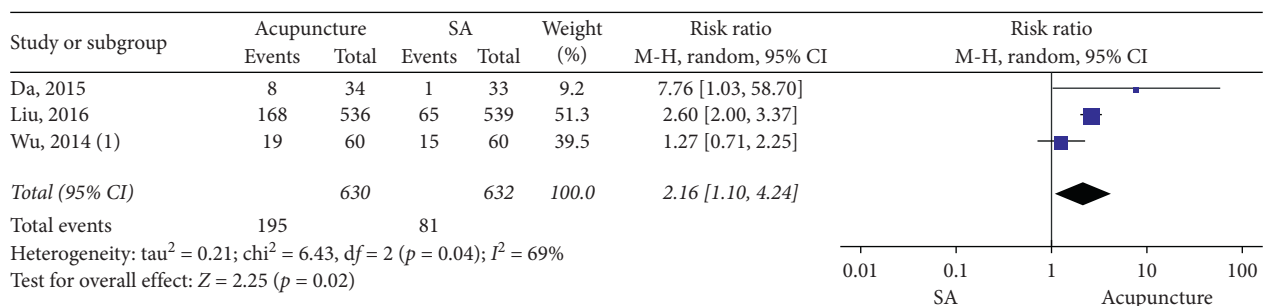 Study or subgroup Acupuncture SA Weight (%) Risk ratio Risk ratio
Events Total Events Total M-H, random, 95% CI M-H, random, 95% CI
Da, 2015 8 34 1 33 9.2 7.76 [1.03, 58.70]
Liu, 2016 168 536 65 539 51.3 2.60 [2.00, 3.37]
Wu, 2014 (1) 19 60 15 60 39.5 1.27 [0.71, 2.25]
Total (95% CI) 630 632 100.0 2.16 [1.10, 4.24]
Total events 195 81
Heterogeneity: tau² = 0.21; chi² = 6.43, df = 2 (p = 0.04); I² = 69%
Test for overall effect: Z = 2.25 (p = 0.02)
0.01 0.1 1 10 100
SA Acupuncture